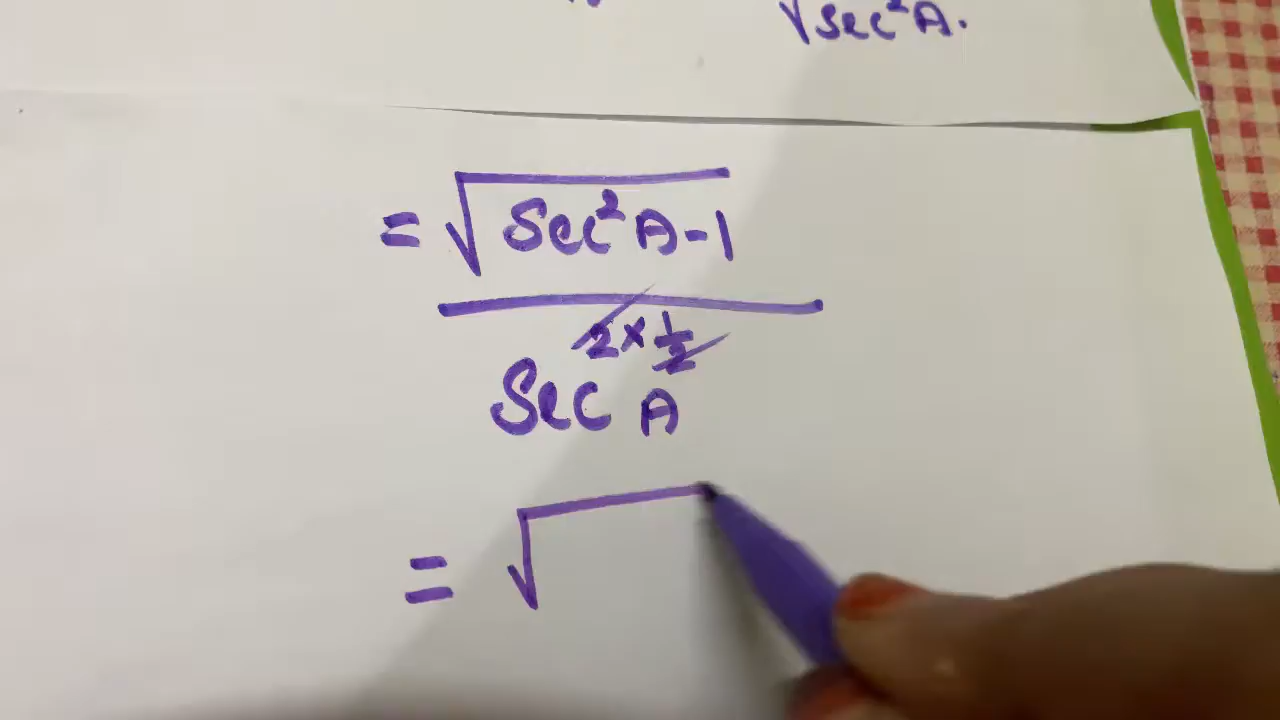 √sec²A.
= √Sec²A-1
2×1/2
Sec A
= √